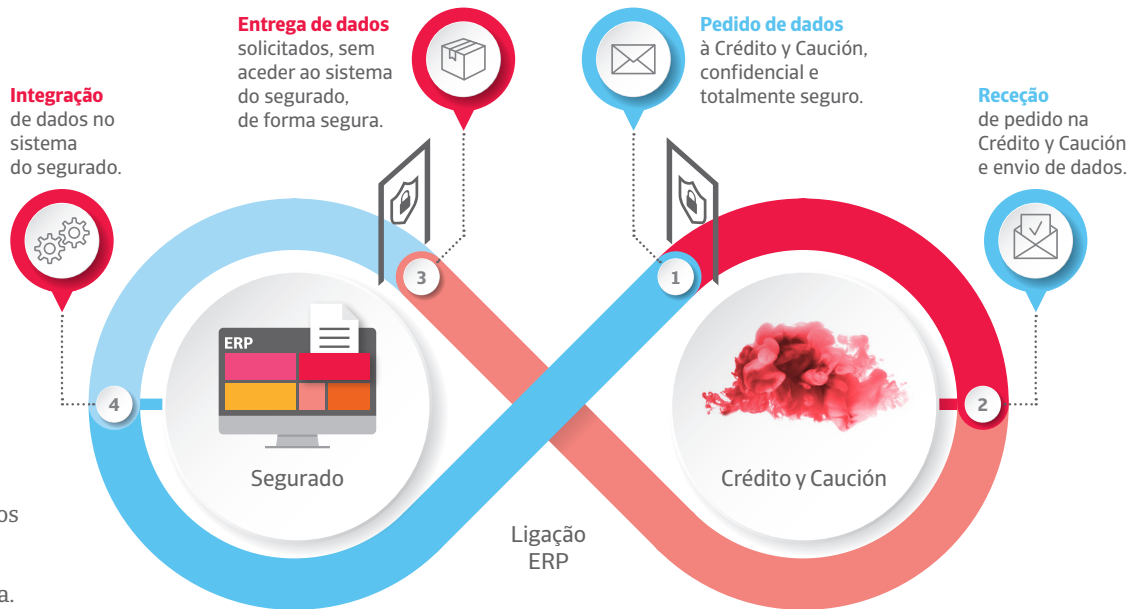 Entrega de dados
solicitados, sem
aceder ao sistema
do segurado,
de forma segura.
Pedido de dados
à Crédito y Caución,
confidencial e
totalmente seguro.
Integração
de dados no
sistema
do segurado.
Receção
de pedido na
Crédito y Caución
e envio de dados.
3
1
ERP
4
2
Segurado
Crédito y Caución
os
Ligação
ERP
a.